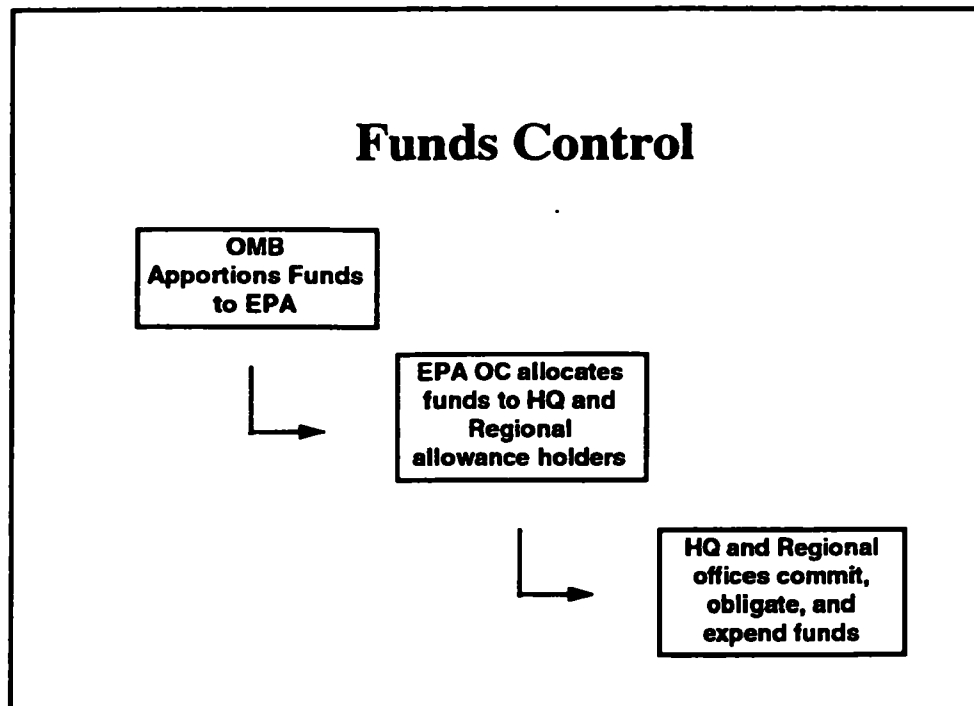 Funds Control
OMB
Apportions Funds
to EPA
EPA OC allocates
funds to HQ and
Regional
allowance holders
HQ and Regional
offices commit,
obligate, and
expend funds